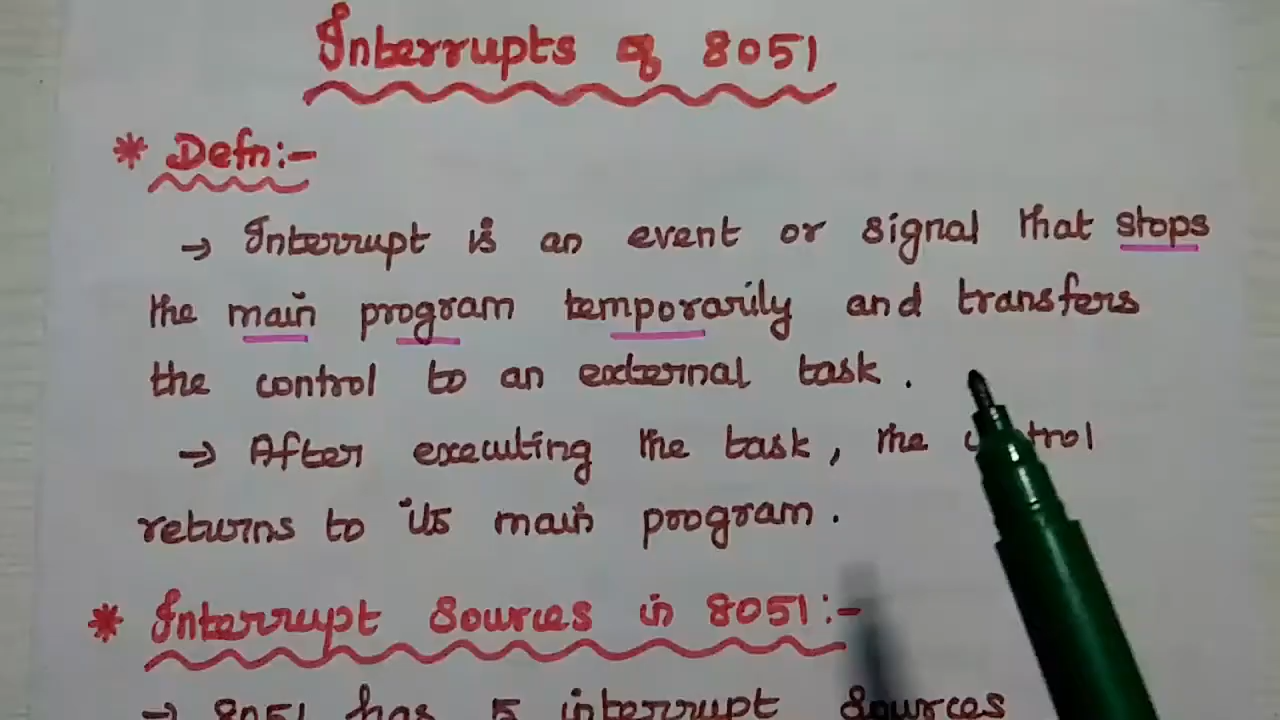 Interrupts of 8051
* Defn:-
→ Interrupt is an event or signal that stops
the main program temporarily and transfers
the control to an external task.
→ After executing the task, the control
returns to its main program.
* Interrupt Sources in 8051:-
→ 8051 has 5 interrupt sources